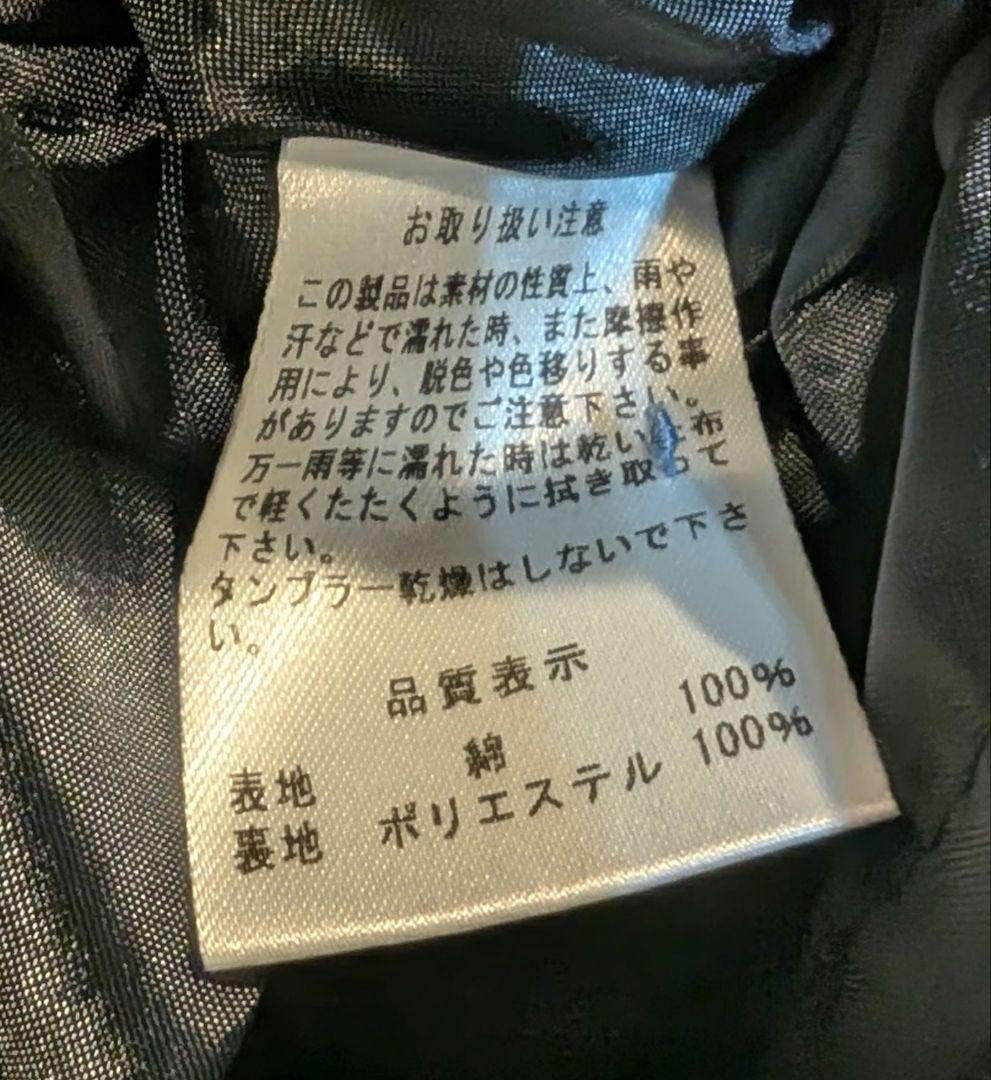 お取り扱い注意
この製品は素材の性質上、雨や
汗などで濡れた時、また摩擦作
用により、脱色や色移りする事
がありますのでご注意下さい。
万一雨等に濡れた時は乾いた布
で軽くたたくように拭き取って
下さい。
タンブラー乾燥はしないで下さ
い。
品質表示
表地 綿 100%
裏地 ポリエステル 100%